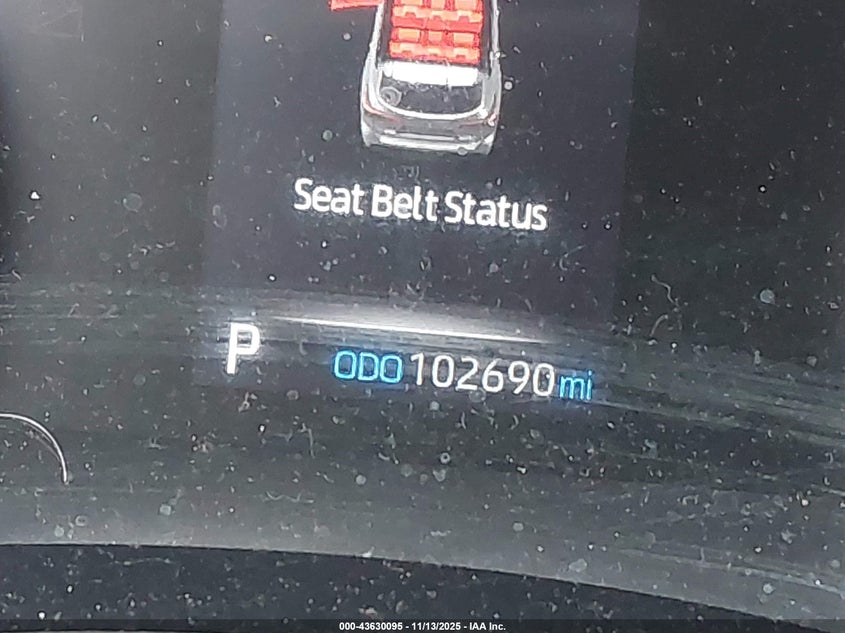 Seat Belt Status
P ODO 102690 mi
000-43630095 - 11/13/2025 - IAA Inc.